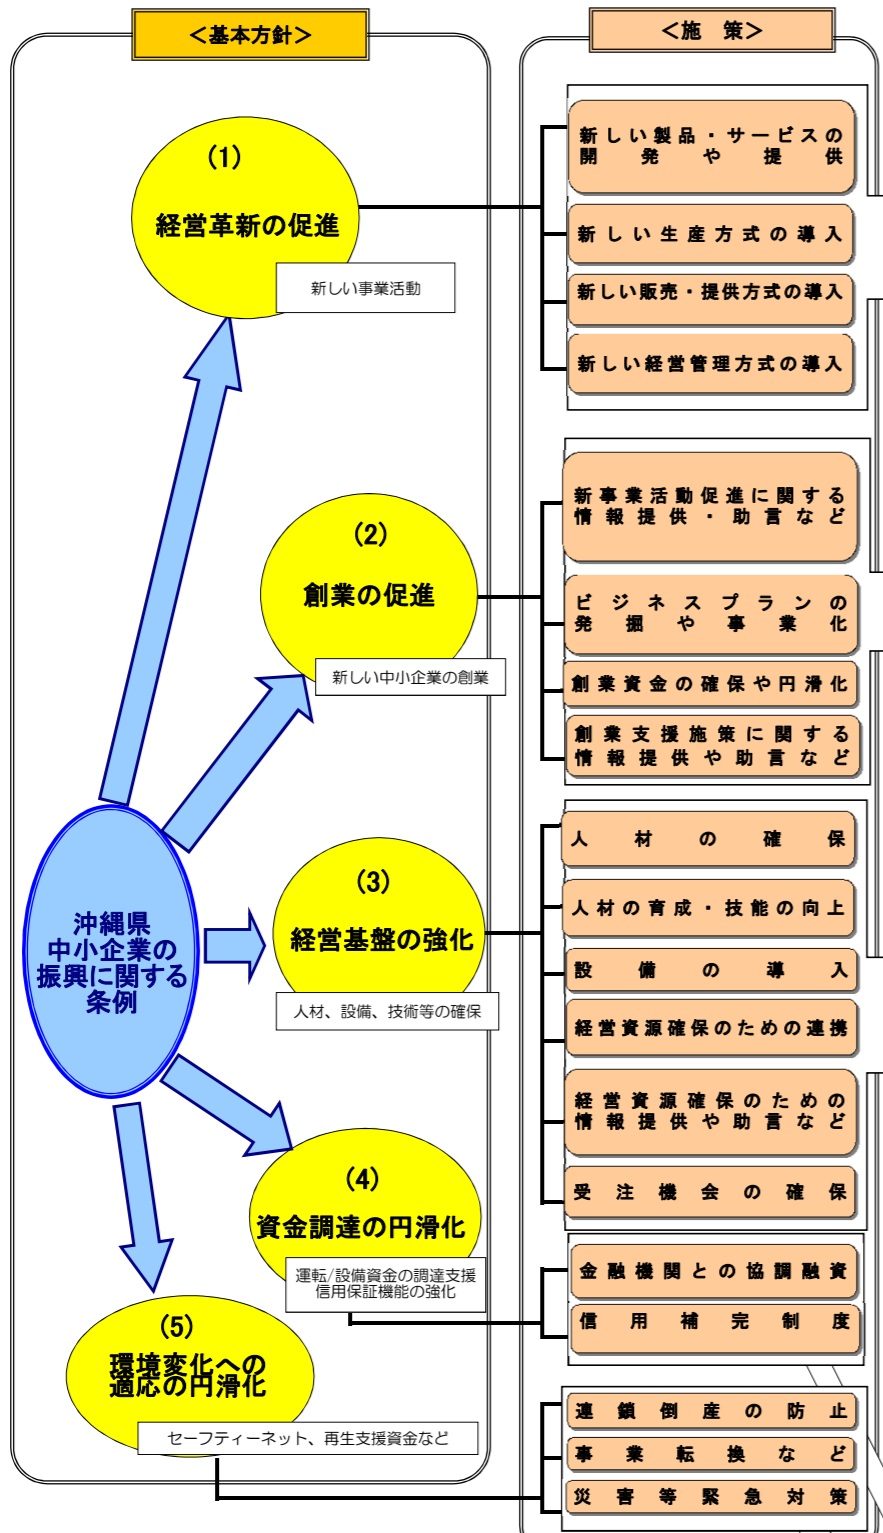 ＜基本方針＞
＜施　策＞
(1)
経営革新の促進
新しい事業活動
新しい製品・サービスの
開発や提供
新しい生産方式の導入
新しい販売・提供方式の導入
新しい経営管理方式の導入
(2)
創業の促進
新しい中小企業の創業
新事業活動促進に関する
情報提供・助言など
ビジネスプランの
発掘や事業化
創業資金の確保や円滑化
創業支援施策に関する
情報提供や助言など
沖縄県
中小企業の
振興に関する
条例
(3)
経営基盤の強化
人材、設備、技術等の確保
人材の確保
人材の育成・技能の向上
設備の導入
経営資源確保のための連携
経営資源確保のための
情報提供や助言など
受注機会の確保
(4)
資金調達の円滑化
運転/設備資金の調達支援
信用保証機能の強化
金融機関との協調融資
信用補完制度
(5)
環境変化への
適応の円滑化
セーフティーネット、再生支援資金など
連鎖倒産の防止
事業転換など
災害等緊急対策